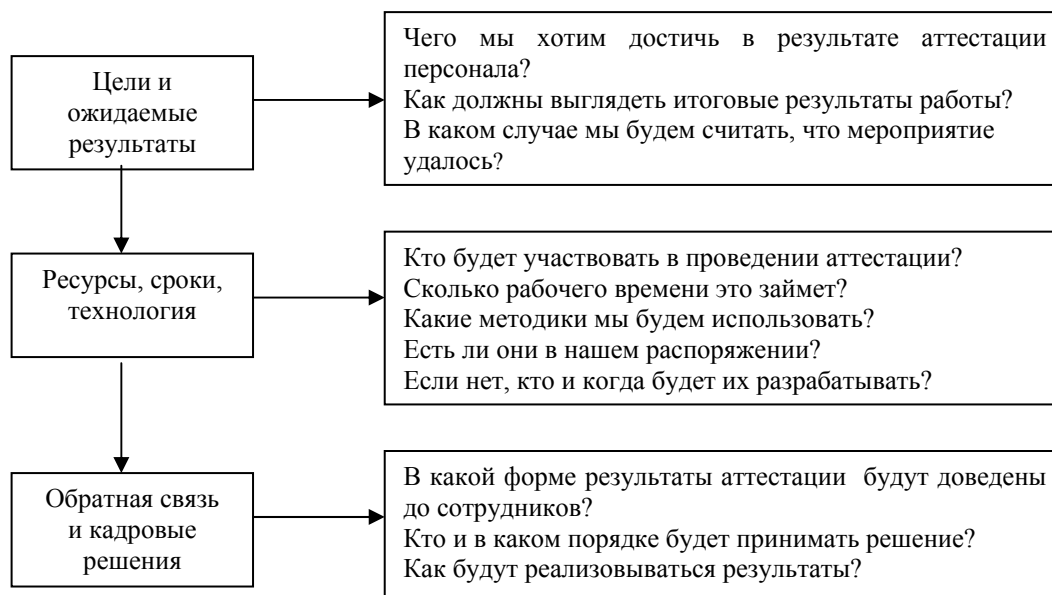 Цели и
ожидаемые
результаты
Чего мы хотим достичь в результате аттестации
персонала?
Как должны выглядеть итоговые результаты работы?
В каком случае мы будем считать, что мероприятие
удалось?
Ресурсы, сроки,
технология
Кто будет участвовать в проведении аттестации?
Сколько рабочего времени это займет?
Какие методики мы будем использовать?
Есть ли они в нашем распоряжении?
Если нет, кто и когда будет их разрабатывать?
Обратная связь
и кадровые
решения
В какой форме результаты аттестации будут доведены
до сотрудников?
Кто и в каком порядке будет принимать решение?
Как будут реализовываться результаты?